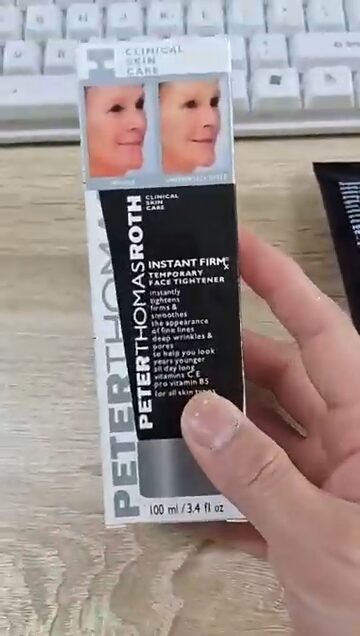 CLINICAL
SKIN
CARE
PETERTHOMASROTH
CLINICAL
SKIN
CARE
PETERTHOMASROTH
INSTANT FIRMx
TEMPORARY
FACE TIGHTENER
instantly
tightens
firms &
smoothes
the appearance
of fine lines
deep wrinkles &
pores
to help you look
years younger
all day long
vitamins C E
pro vitamin B5
for all skin types
100 ml / 3.4 fl oz